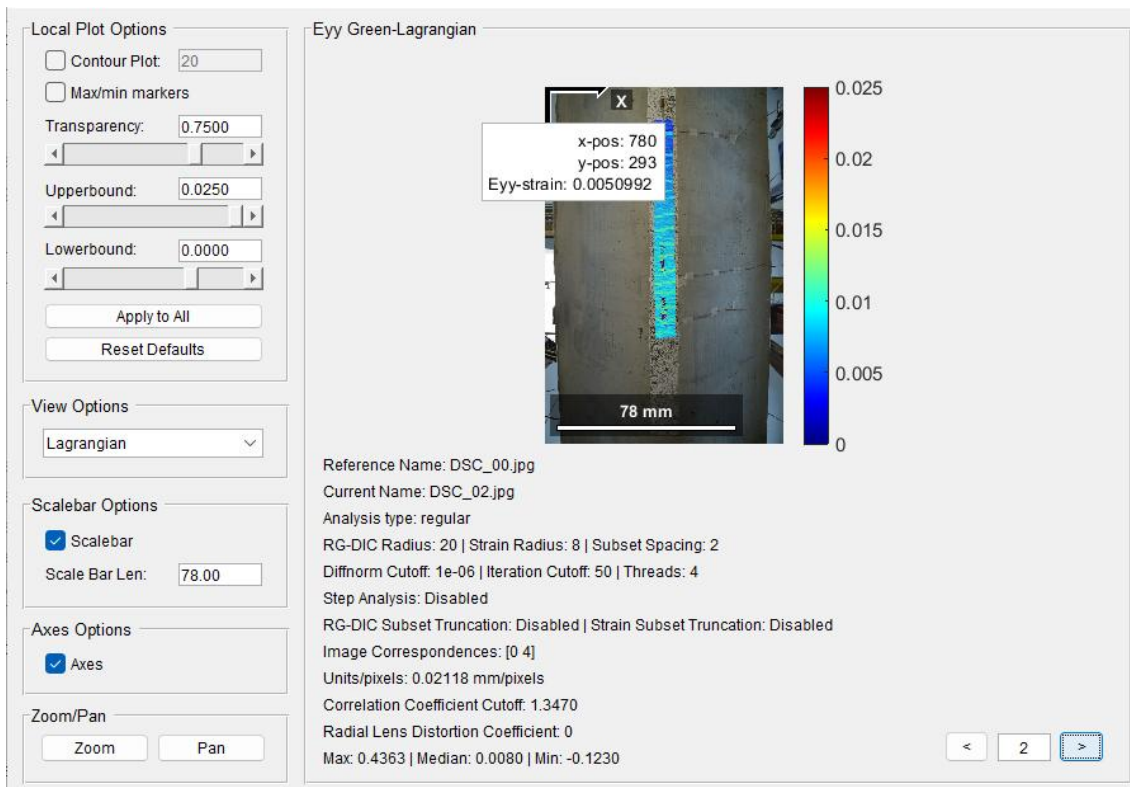 Local Plot Options
Contour Plot: 20
Max/min markers
Transparency: 0.7500
Upperbound: 0.0250
Lowerbound: 0.0000
Apply to All
Reset Defaults
View Options
Lagrangian
Scalebar Options
Scalebar
Scale Bar Len: 78.00
Axes Options
Axes
Zoom/Pan
Zoom Pan
Eyy Green-Lagrangian
X
x-pos: 780
y-pos: 293
Eyy-strain: 0.0050992
78 mm
0.025
0.02
0.015
0.01
0.005
0
Reference Name: DSC_00.jpg
Current Name: DSC_02.jpg
Analysis type: regular
RG-DIC Radius: 20 | Strain Radius: 8 | Subset Spacing: 2
Diffnorm Cutoff: 1e-06 | Iteration Cutoff: 50 | Threads: 4
Step Analysis: Disabled
RG-DIC Subset Truncation: Disabled | Strain Subset Truncation: Disabled
Image Correspondences: [0 4]
Units/pixels: 0.02118 mm/pixels
Correlation Coefficient Cutoff: 1.3470
Radial Lens Distortion Coefficient: 0
Max: 0.4363 | Median: 0.0080 | Min: -0.1230
< 2 >